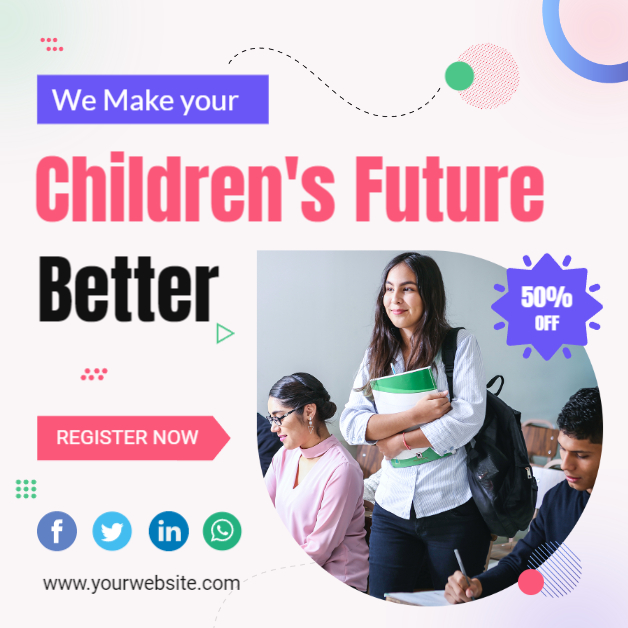 We Make your
Children's Future
Better
50%
OFF
REGISTER NOW
www.yourwebsite.com